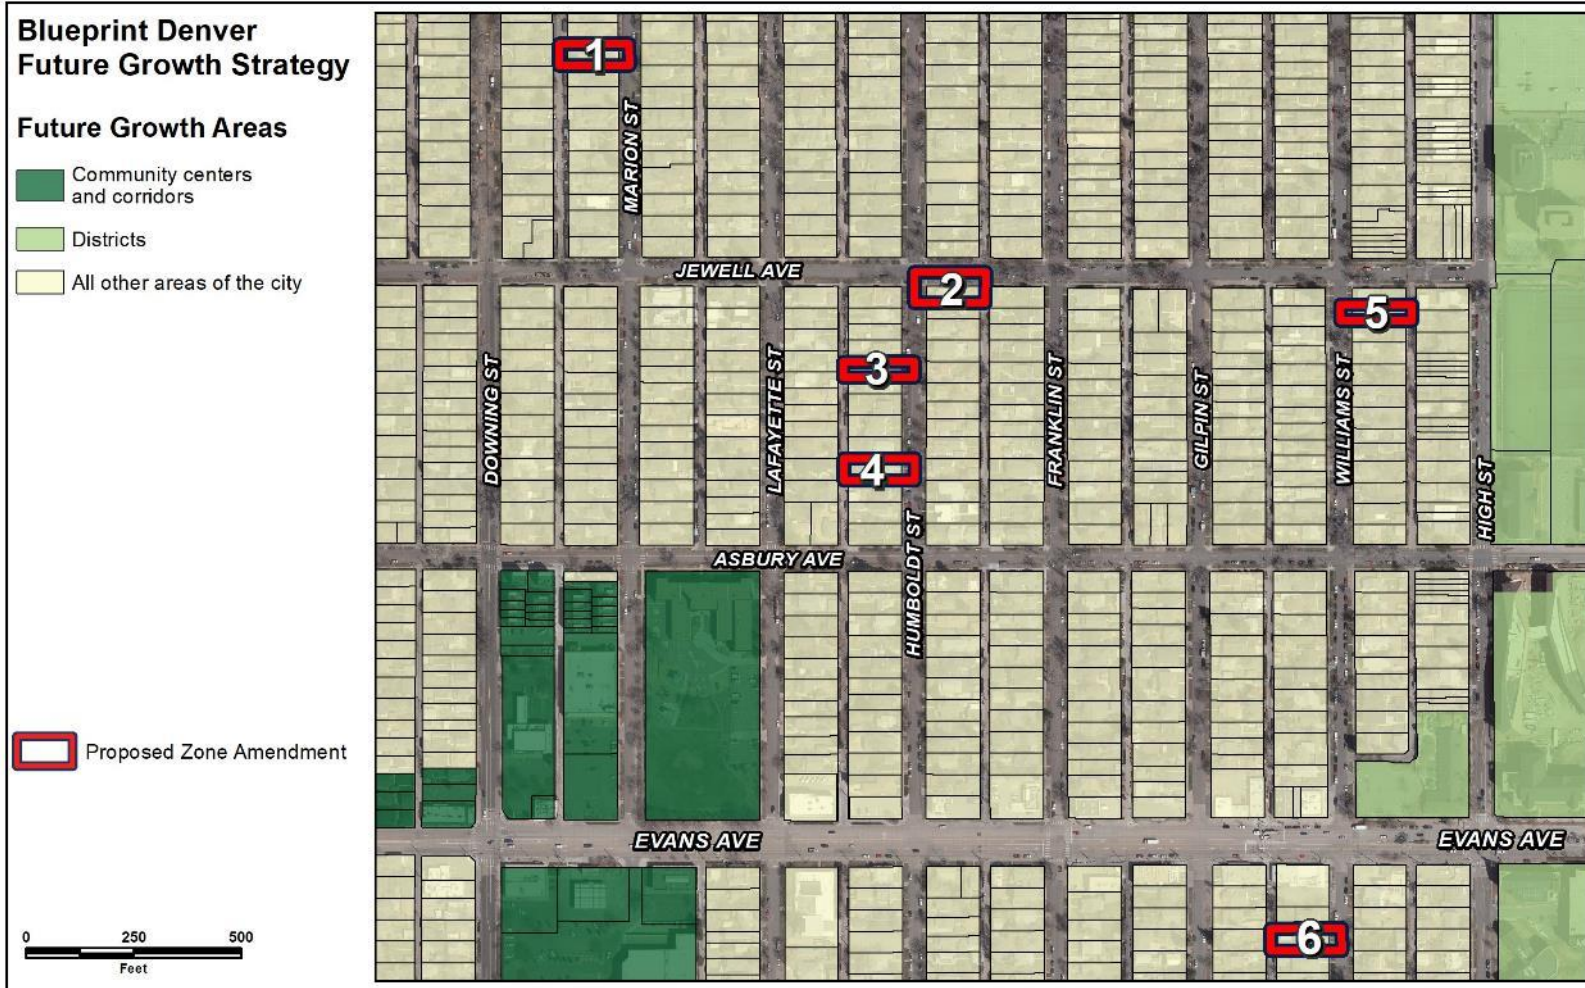 Blueprint Denver
Future Growth Strategy
Future Growth Areas
Community centers
and corridors
Districts
All other areas of the city
Proposed Zone Amendment
0 250 500
Feet
1
MARION ST
JEWELL AVE
2
5
3
4
DOWNING ST
LAFAYETTE ST
FRANKLIN ST
GILPIN ST
WILLIAMS ST
HIGH ST
HUMBOLDT ST
ASBURY AVE
EVANS AVE
EVANS AVE
6